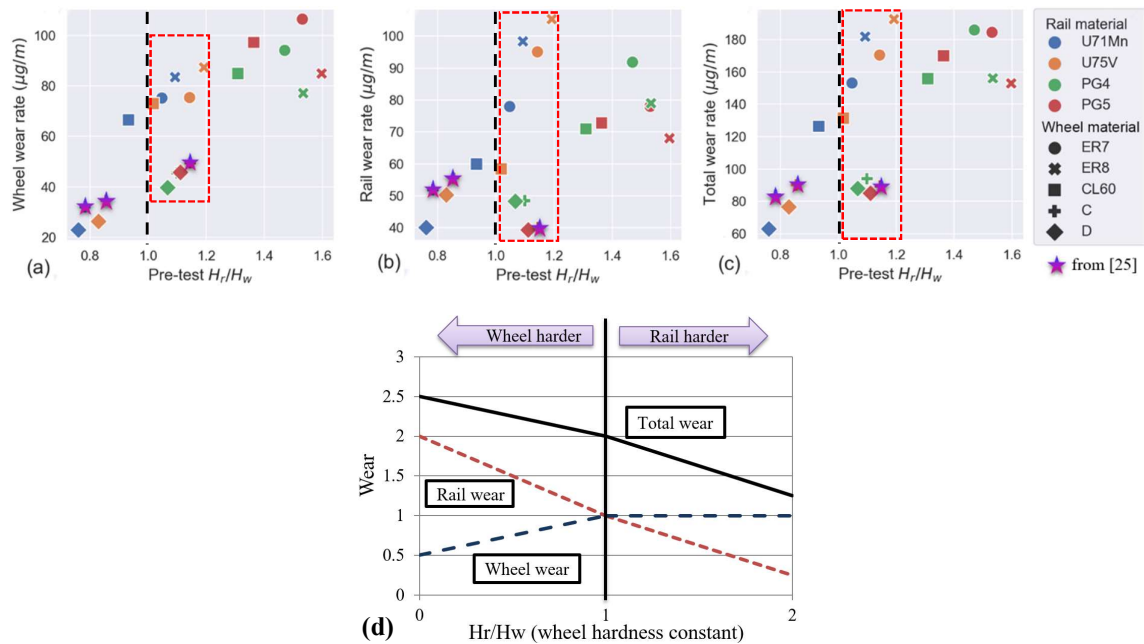 Wheel wear rate (μg/m)
100
80
60
40
20
0.8
1.0
1.2
1.4
1.6
(a)
Pre-test Hr/Hw
Rail wear rate (μg/m)
100
90
80
70
60
50
40
0.8
1.0
1.2
1.4
1.6
(b)
Pre-test Hr/Hw
Total wear rate (μg/m)
180
160
140
120
100
80
60
0.8
1.0
1.2
1.4
1.6
(c)
Pre-test Hr/Hw
Rail material
U71Mn
U75V
PG4
PG5
Wheel material
ER7
ER8
CL60
C
D
from [25]
Wheel harder
Rail harder
Wear
3
2.5
2
1.5
1
0.5
0
Total wear
Rail wear
Wheel wear
0
1
2
(d)
Hr/Hw (wheel hardness constant)